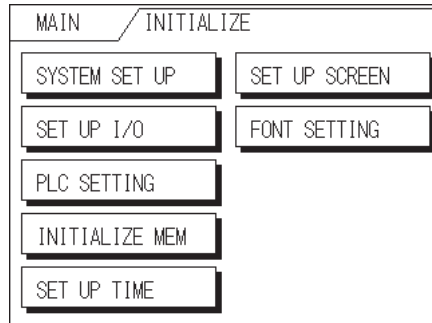 MAIN / INITIALIZE
SYSTEM SET UP
SET UP SCREEN
SET UP I/O
FONT SETTING
PLC SETTING
INITIALIZE MEM
SET UP TIME